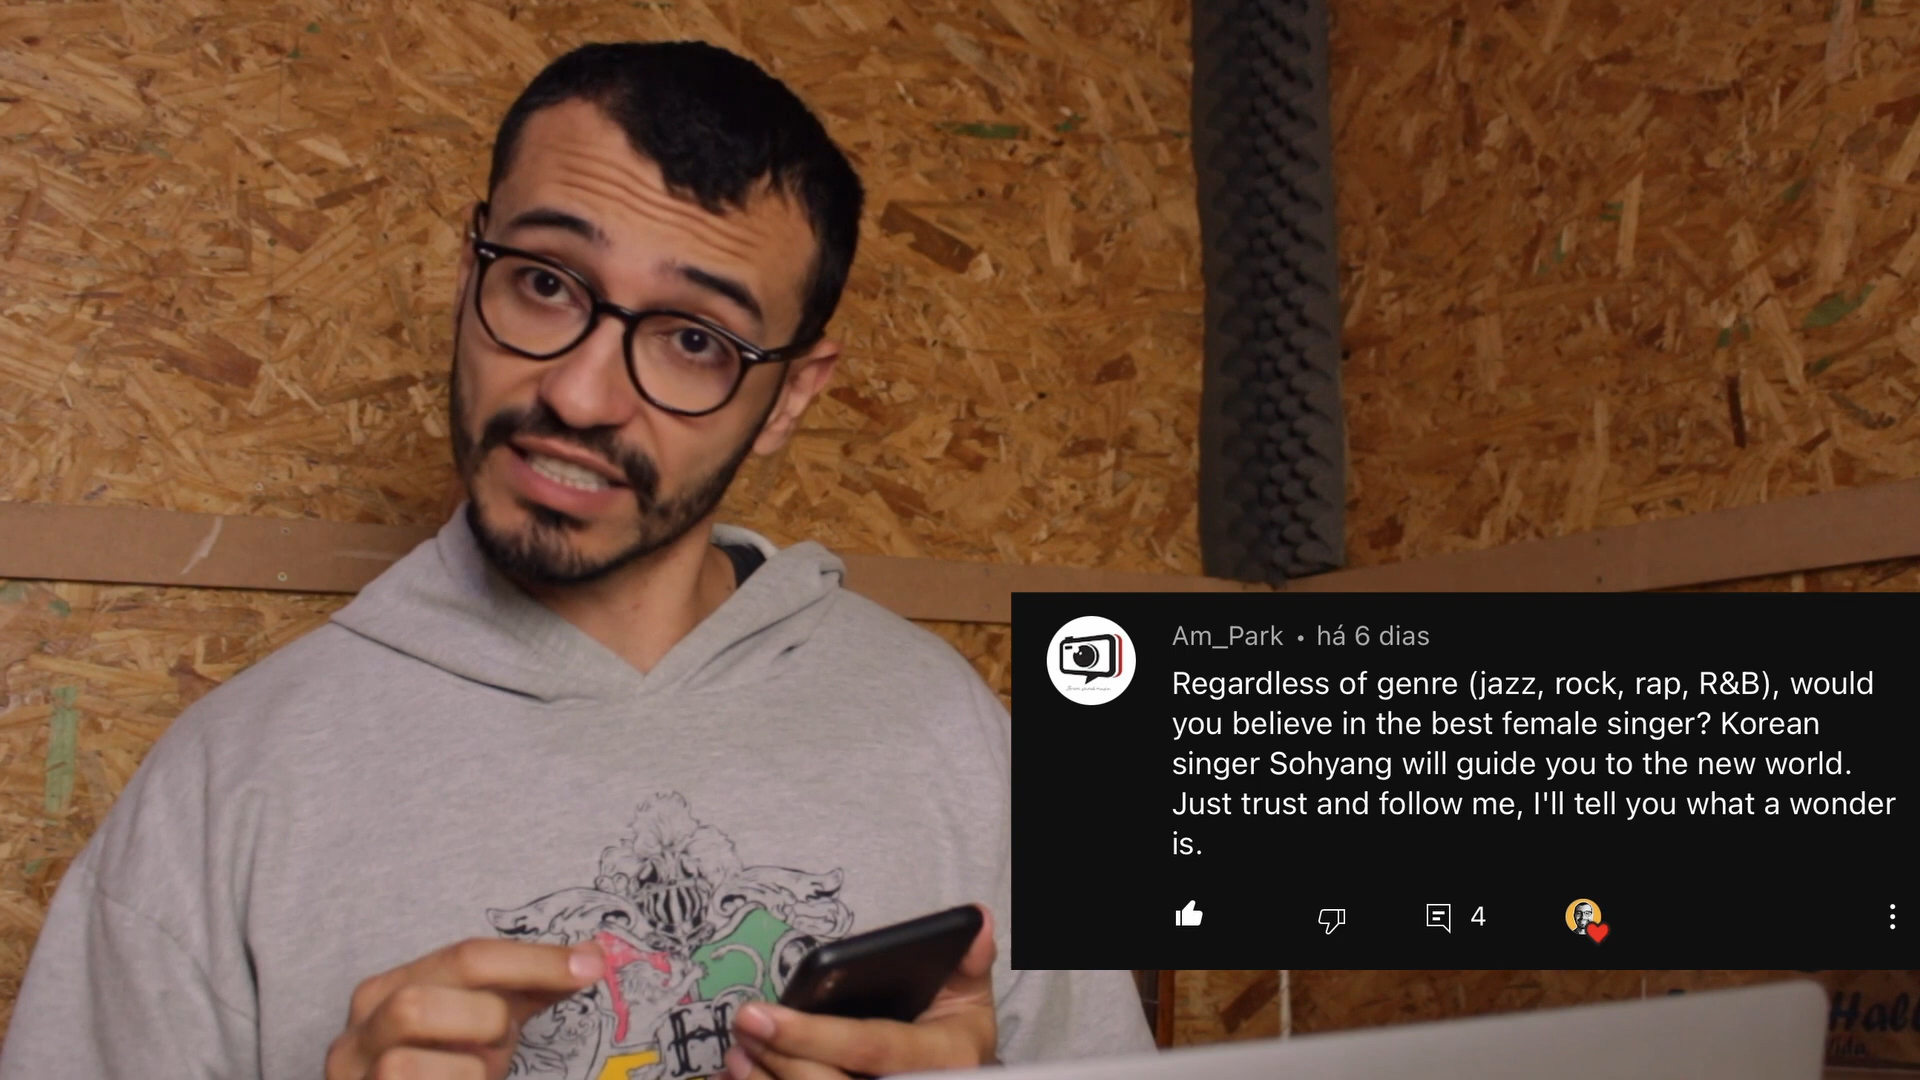 Am_Park • há 6 dias
Regardless of genre (jazz, rock, rap, R&B), would
you believe in the best female singer? Korean
singer Sohyang will guide you to the new world.
Just trust and follow me, I'll tell you what a wonder
is.
4
H